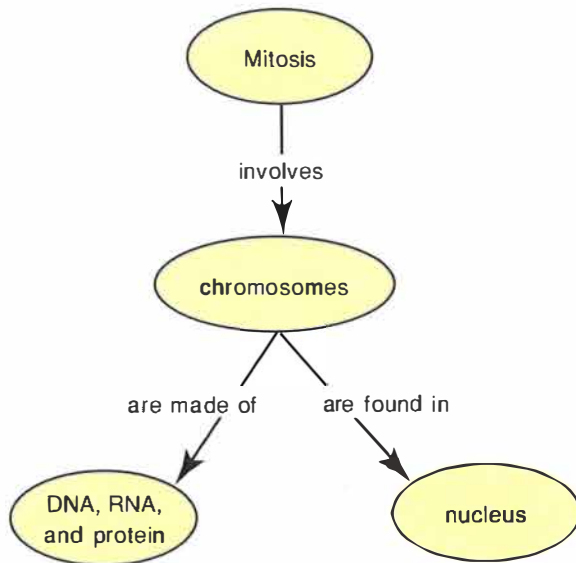 Mitosis
involves
chromosomes
are made of
are found in
DNA, RNA,
and protein
nucleus